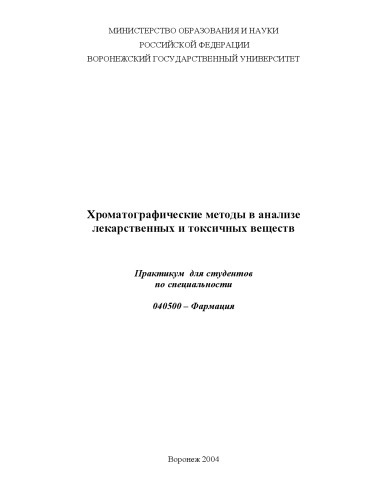 МИНИСТЕРСТВО ОБРАЗОВАНИЯ И НАУКИ
РОССИЙСКОЙ ФЕДЕРАЦИИ
ВОРОНЕЖСКИЙ ГОСУДАРСТВЕННЫЙ УНИВЕРСИТЕТ
Хроматографические методы в анализе
лекарственных и токсичных веществ
Практикум для студентов
по специальности
040500 – Фармация
Воронеж 2004